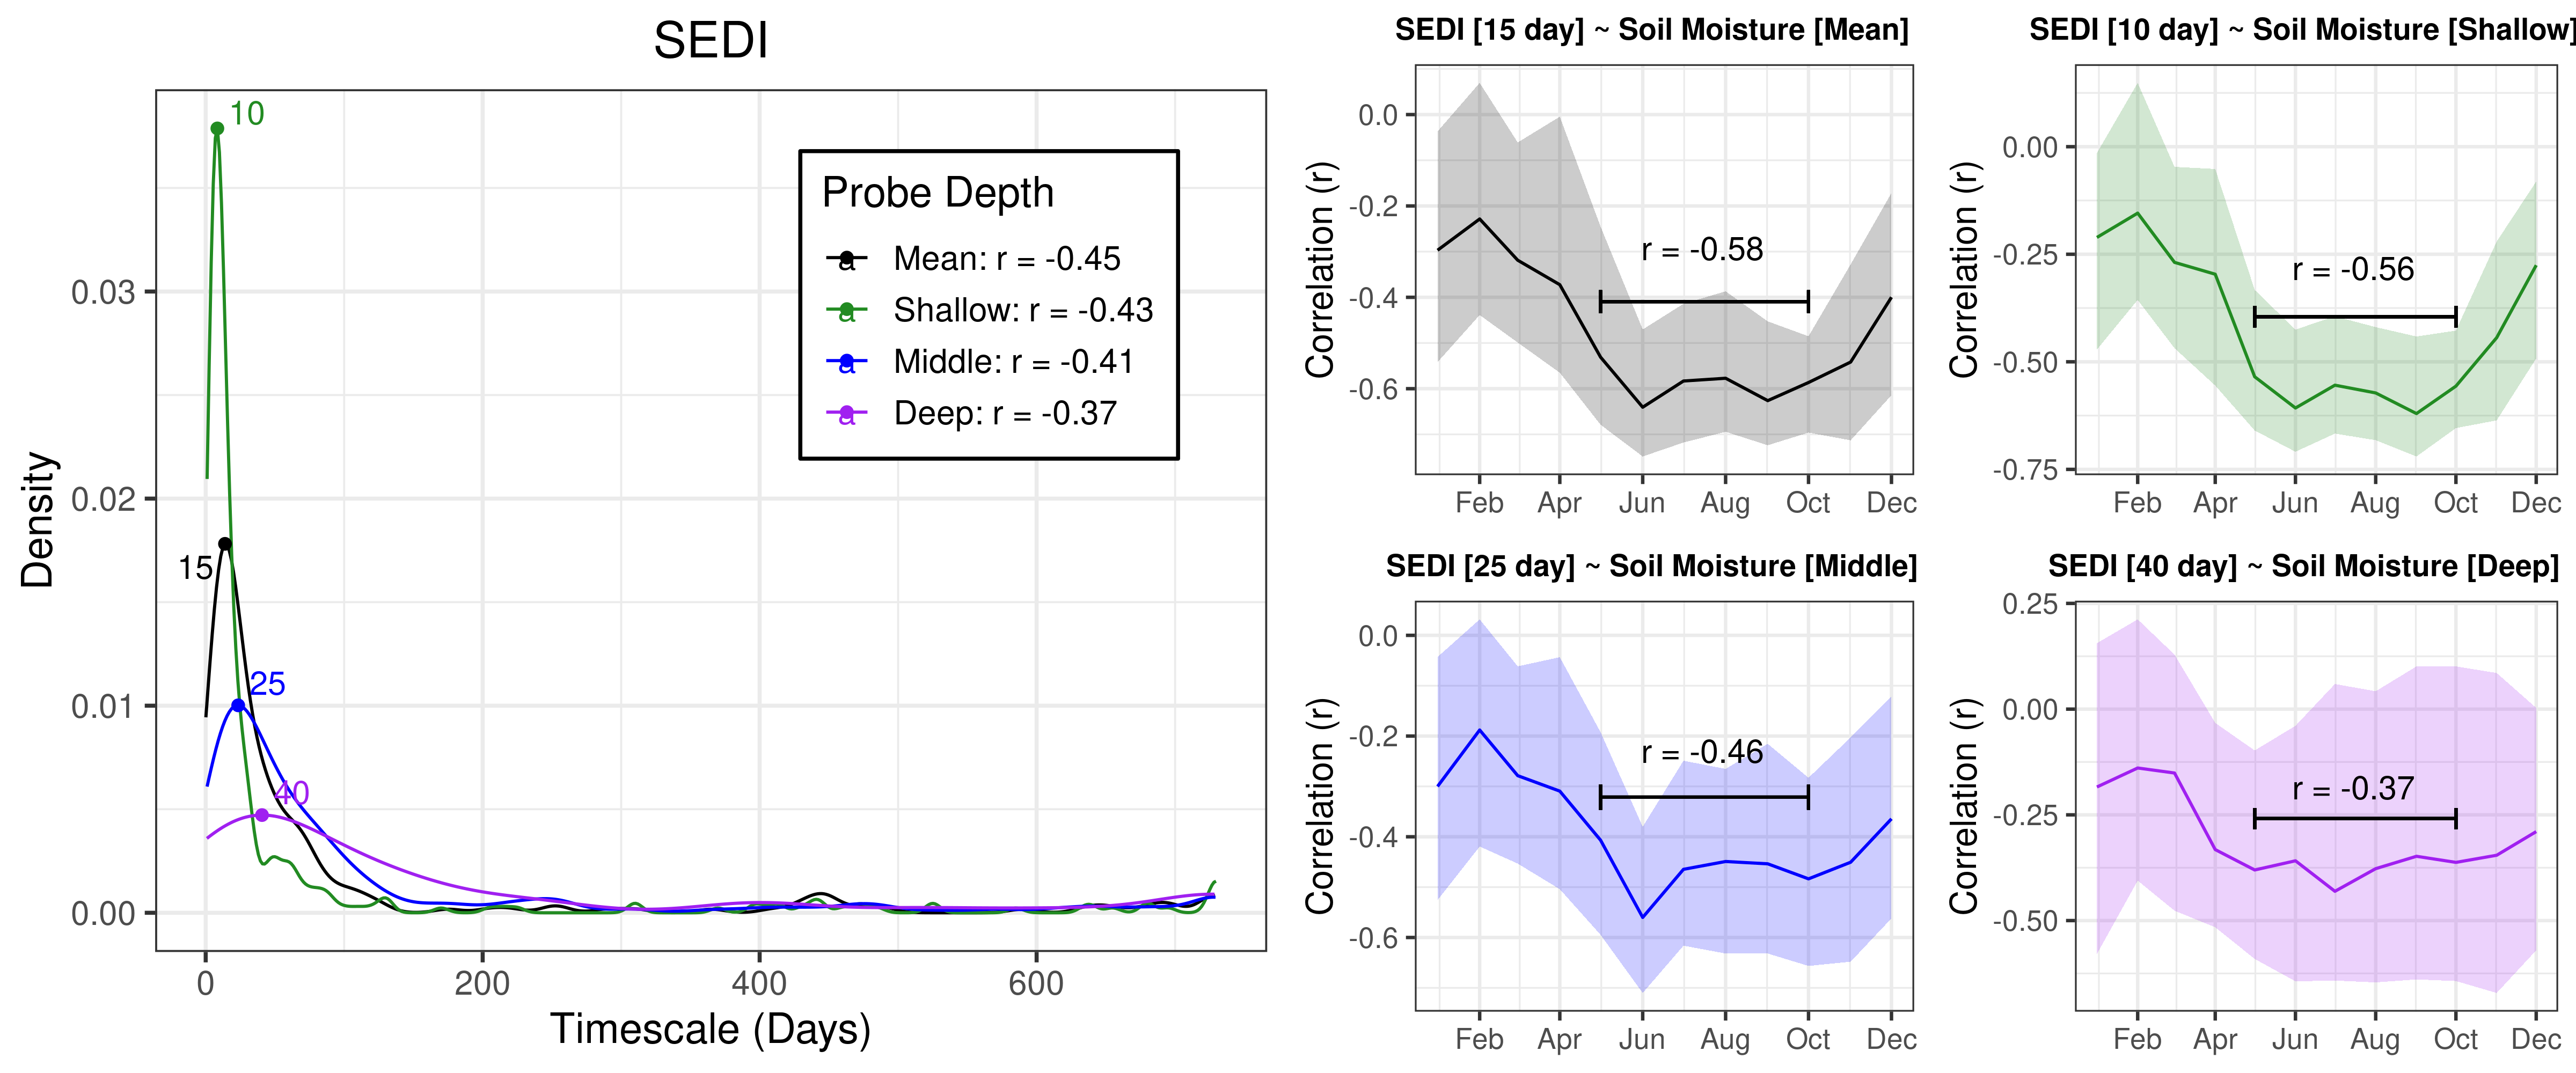 SEDI
Density
0.03
0.02
0.01
0.00
0
200
400
600
Timescale (Days)
10
15
25
40
Probe Depth
a Mean: r = -0.45
a Shallow: r = -0.43
a Middle: r = -0.41
a Deep: r = -0.37
SEDI [15 day] ~ Soil Moisture [Mean]
Correlation (r)
0.0
-0.2
-0.4
-0.6
r = -0.58
Feb Apr Jun Aug Oct Dec
SEDI [10 day] ~ Soil Moisture [Shallow]
Correlation (r)
0.00
-0.25
-0.50
-0.75
r = -0.56
Feb Apr Jun Aug Oct Dec
SEDI [25 day] ~ Soil Moisture [Middle]
Correlation (r)
0.0
-0.2
-0.4
-0.6
r = -0.46
Feb Apr Jun Aug Oct Dec
SEDI [40 day] ~ Soil Moisture [Deep]
Correlation (r)
0.25
0.00
-0.25
-0.50
r = -0.37
Feb Apr Jun Aug Oct Dec